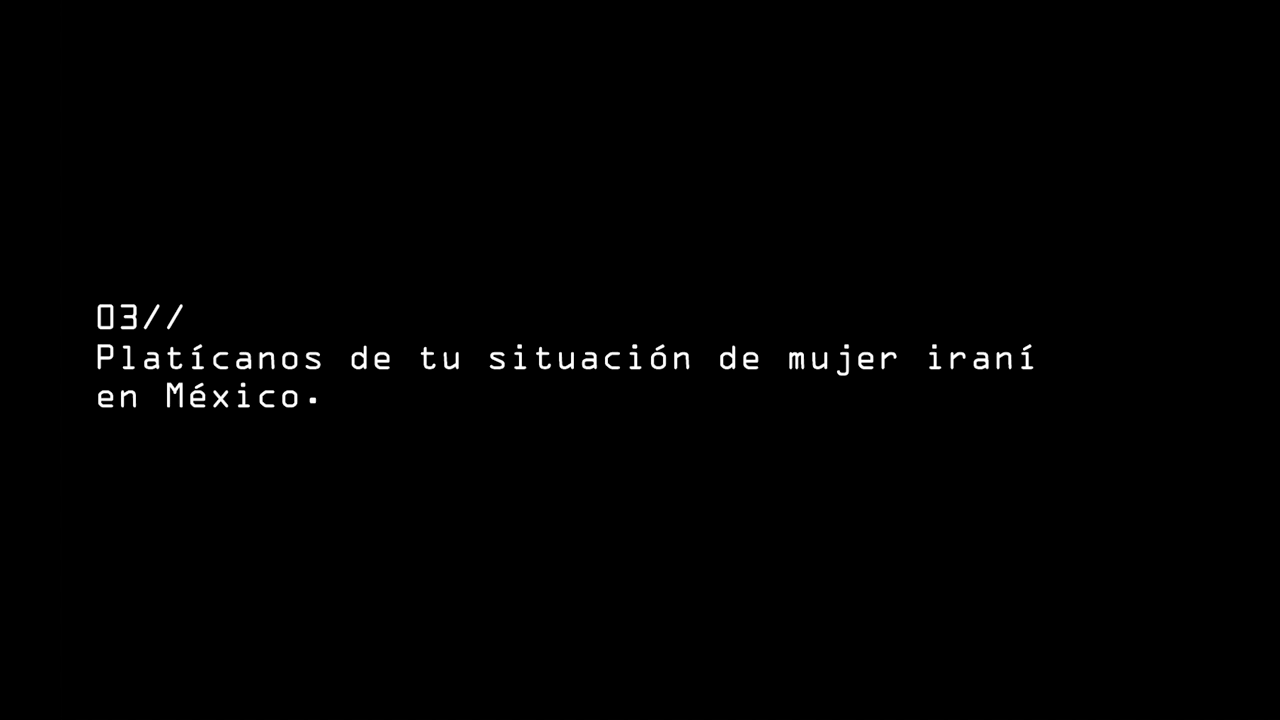 03//
Platícanos de tu situación de mujer iraní
en México.